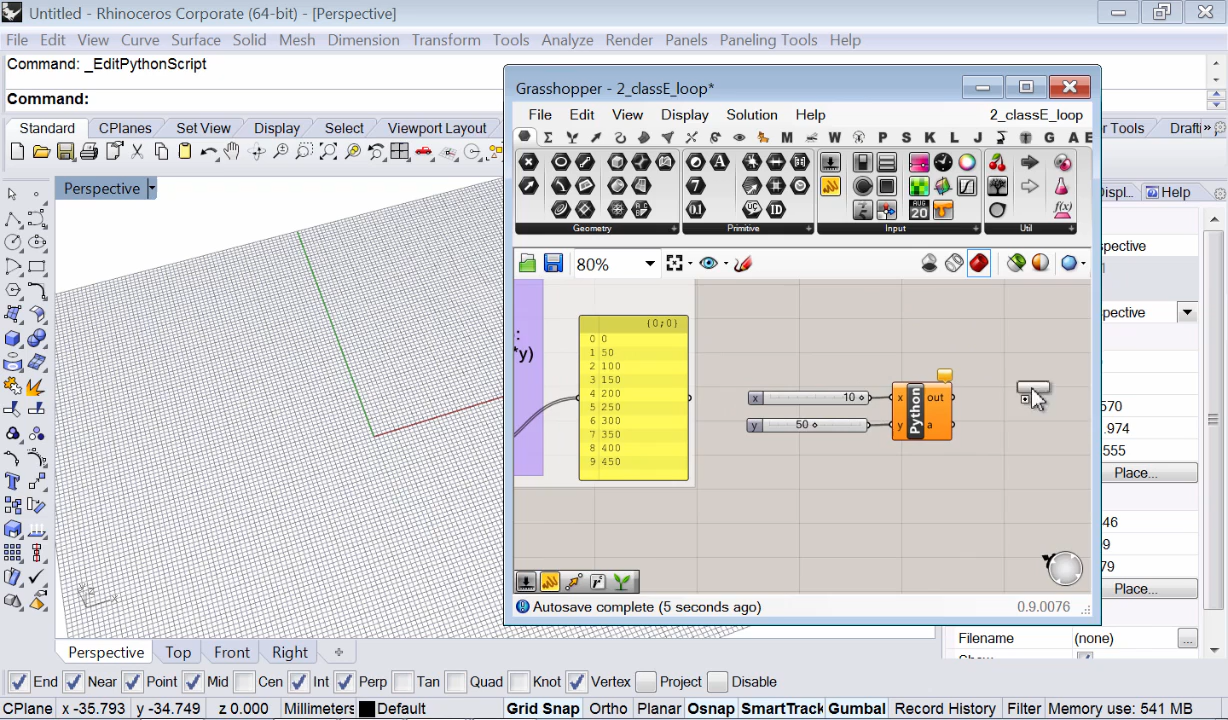 Untitled - Rhinoceros Corporate (64-bit) - [Perspective]
File Edit View Curve Surface Solid Mesh Dimension Transform Tools Analyze Render Panels Paneling Tools Help
Command: _EditPythonScript
Command:
Standard CPlanes Set View Display Select Viewport Layout
r Tools Drafti»
Perspective
Displ... Help
spective
spective
570
.974
555
Place...
46
9
79
Place...
Filename (none) ...
Grasshopper - 2_classE_loop*
File Edit View Display Solution Help 2_classE_loop
M W P S K L J G A E
A
7
0.1
UC ID
AUG
20
f(x)
Geometry Primitive Input Util
80%
:
*y)
{0;0}
0 0
1 50
2 100
3 150
4 200
5 250
6 300
7 350
8 400
9 450
x 10
y 50
x Python out
y a
Autosave complete (5 seconds ago) 0.9.0076
Perspective Top Front Right
End Near Point Mid Cen Int Perp Tan Quad Knot Vertex Project Disable
CPlane x -35.793 y -34.749 z 0.000 Millimeters Default Grid Snap Ortho Planar Osnap SmartTrack Gumbal Record History Filter Memory use: 541 MB